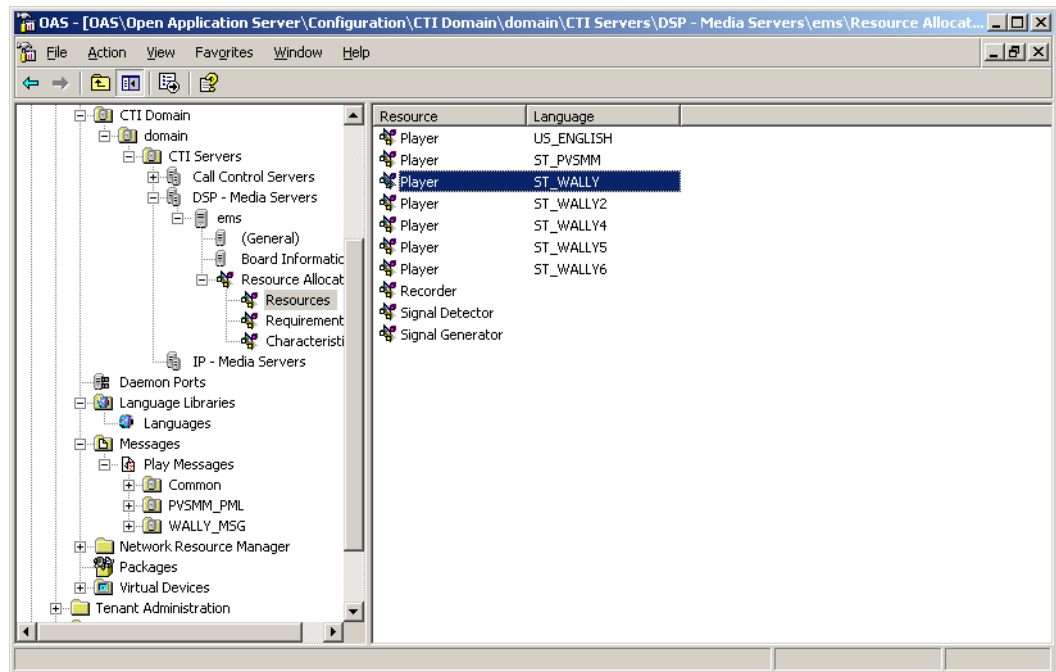 OAS - [OAS\Open Application Server\Configuration\CTI Domain\domain\CTI Servers\DSP - Media Servers\ems\Resource Allocat...
File Action View Favorites Window Help
Resource Language
CTI Domain
domain
CTI Servers
Call Control Servers
DSP - Media Servers
ems
(General)
Board Informatic
Resource Allocat
Resources
Requirement
Characteristi
IP - Media Servers
Daemon Ports
Language Libraries
Languages
Messages
Play Messages
Common
PVSMM_PML
WALLY_MSG
Network Resource Manager
Packages
Virtual Devices
Tenant Administration
Player US_ENGLISH
Player ST_PVSMM
Player ST_WALLY
Player ST_WALLY2
Player ST_WALLY4
Player ST_WALLY5
Player ST_WALLY6
Recorder
Signal Detector
Signal Generator